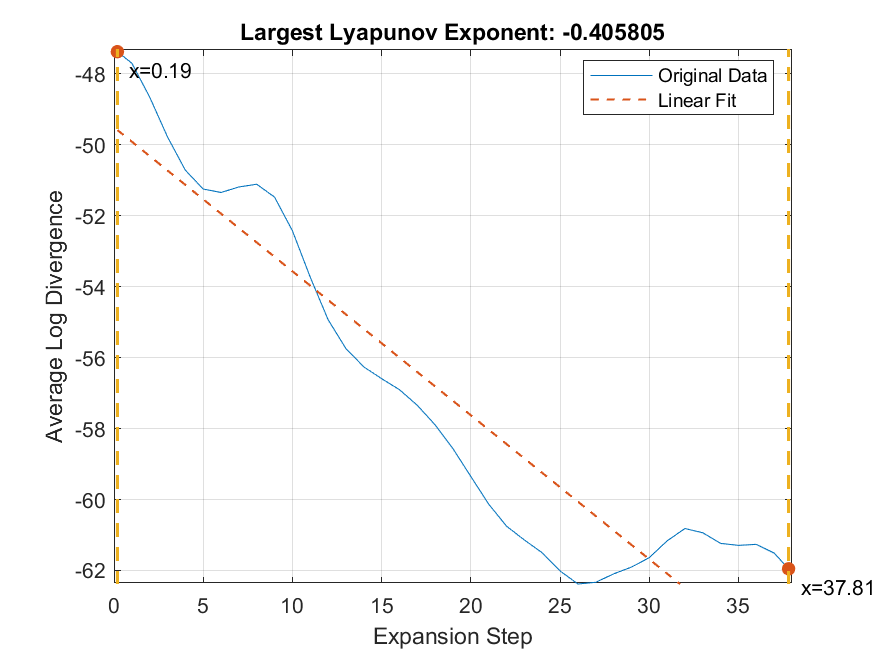 Largest Lyapunov Exponent: -0.405805
-48
-50
-52
-54
-56
-58
-60
-62
Average Log Divergence
x=0.19
Original Data
Linear Fit
x=37.81
0
5
10
15
20
25
30
35
Expansion Step